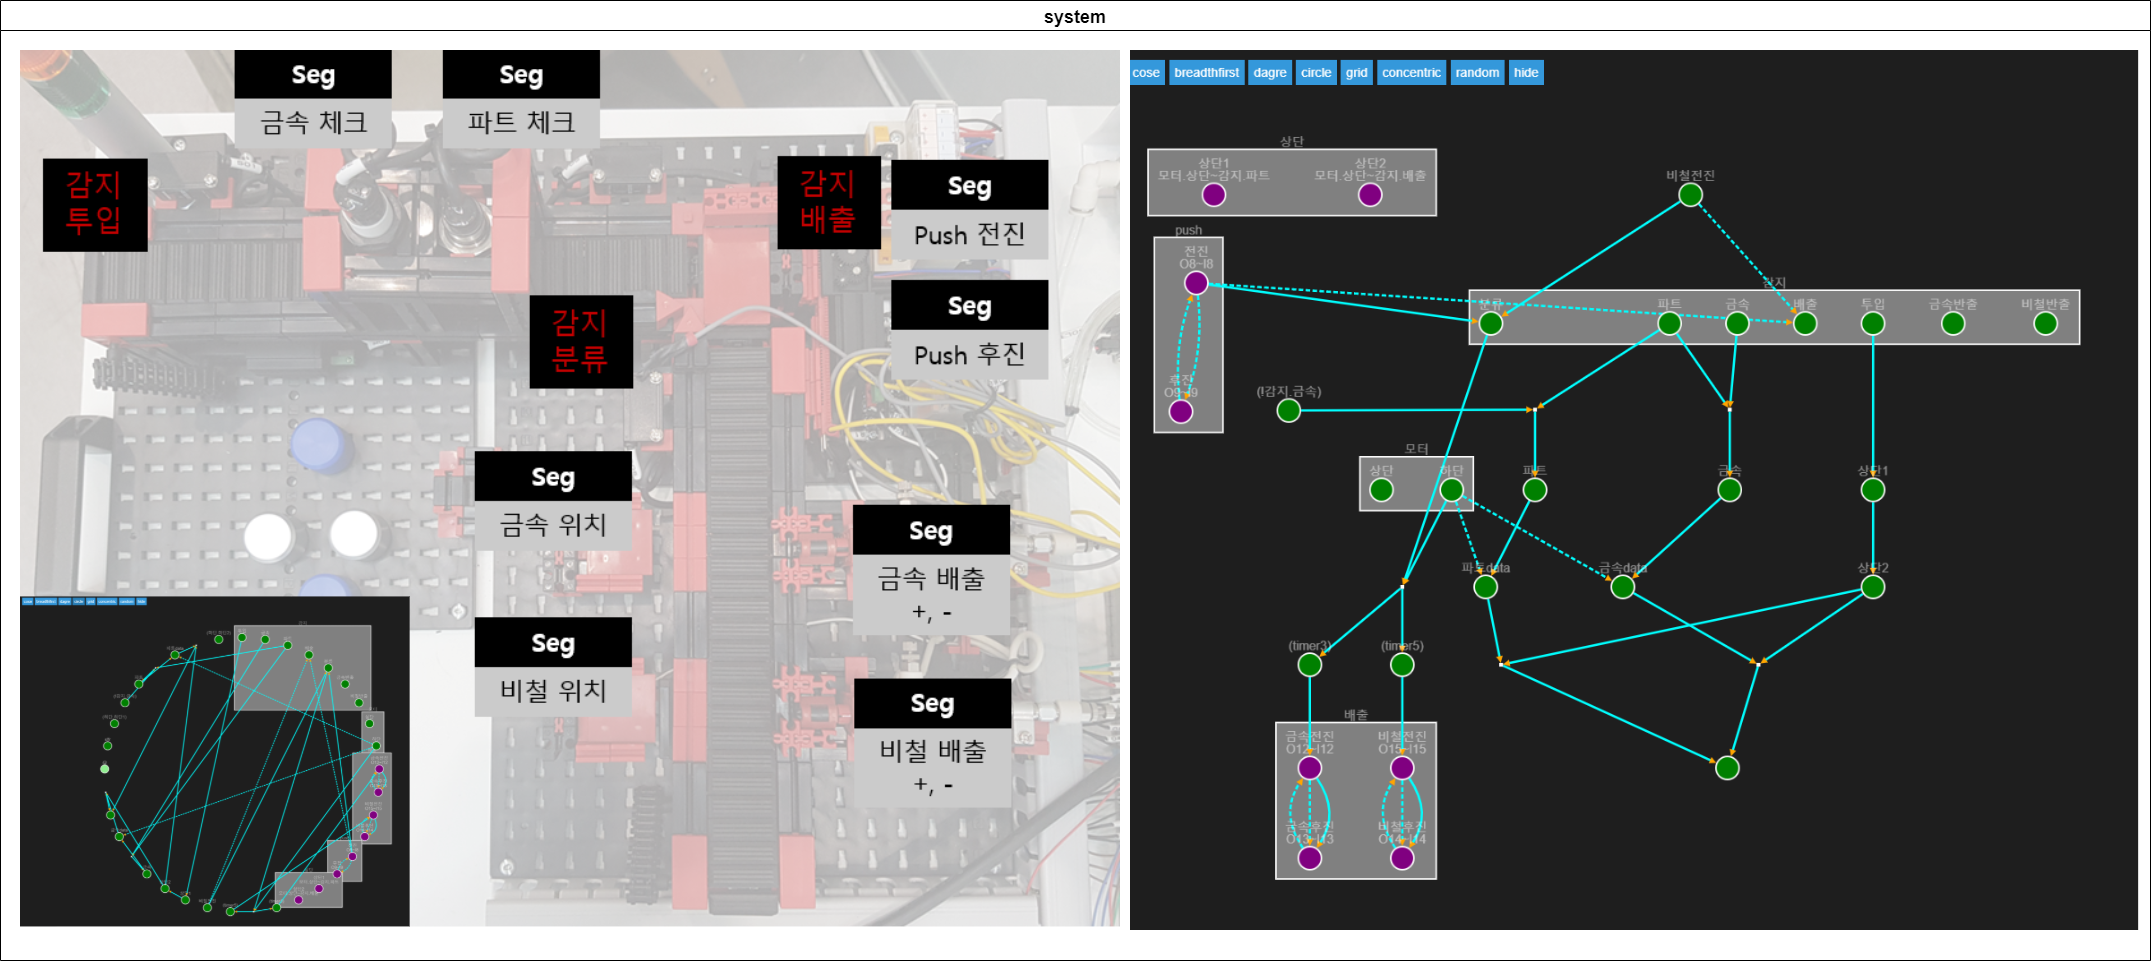 system
Seg
금속 체크
Seg
파트 체크
감지
투입
감지
배출
Seg
Push 전진
Seg
Push 후진
감지
분류
Seg
금속 위치
Seg
금속 배출
+, -
Seg
비철 위치
Seg
비철 배출
+, -
cose
breadthfirst
dagre
circle
grid
concentric
random
hide
상단
상단1
모터.상단~감지.파트
상단2
모터.상단~감지.배출
비철전진
push
전진
O8~I8
후진
O9~I9
감지
분류
파트
금속
배출
투입
금속반출
비철반출
(!감지.금속)
모터
상단
하단
파트
금속
상단1
파트data
금속data
상단2
(timer3)
(timer5)
배출
금속전진
O12~I12
비철전진
O15~I15
금속후진
O13~I13
비철후진
O14~I14